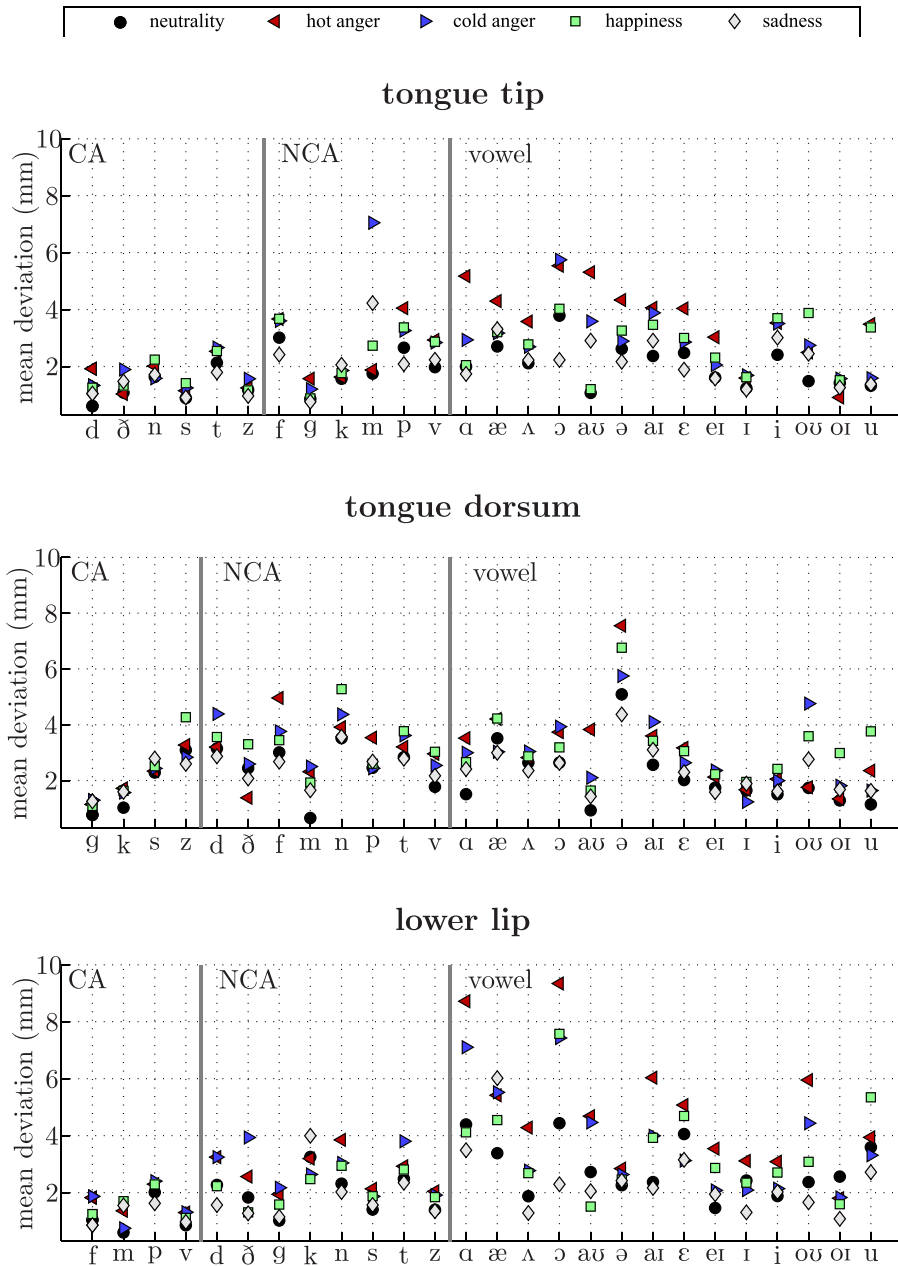 neutrality hot anger cold anger happiness sadness
tongue tip
CA NCA vowel
mean deviation (mm)
10
8
6
4
2
d ð n s t z f g k m p v ɑ æ ʌ ɔ aʊ ə aɪ ɛ eɪ ɪ i oʊ oɪ u
tongue dorsum
CA NCA vowel
mean deviation (mm)
10
8
6
4
2
g k s z d ð f m n p t v ɑ æ ʌ ɔ aʊ ə aɪ ɛ eɪ ɪ i oʊ oɪ u
lower lip
CA NCA vowel
mean deviation (mm)
10
8
6
4
2
f m p v d ð g k n s t z ɑ æ ʌ ɔ aʊ ə aɪ ɛ eɪ ɪ i oʊ oɪ u